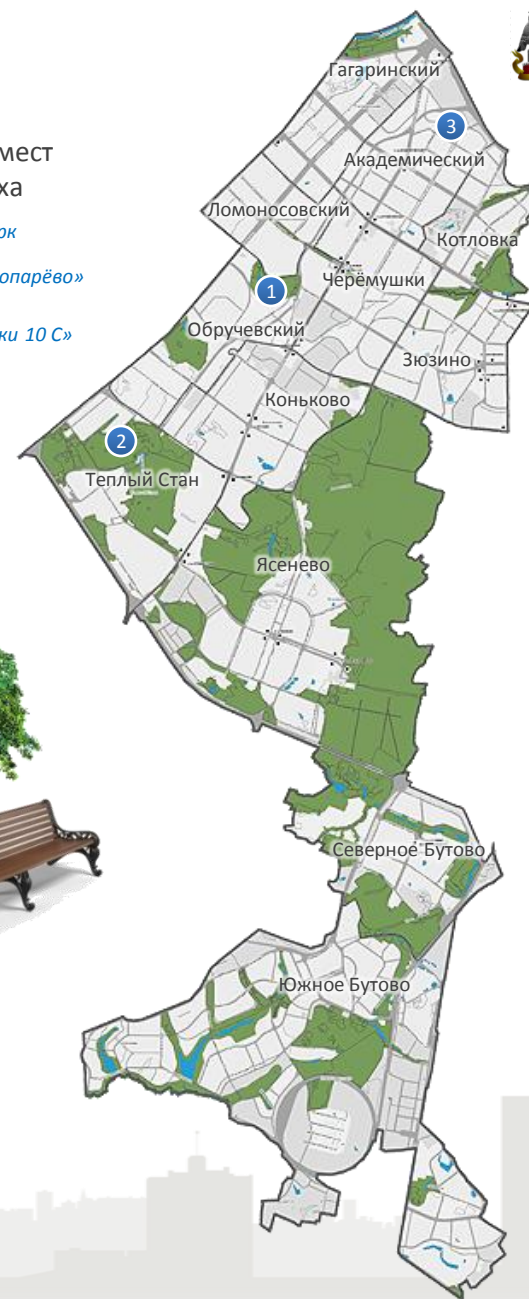 мест
ха
рк
опарёво»
ки 10 С»
Гагаринский
3
Академический
Ломоносовский
Котловка
Черёмушки
1
Обручевский
Зюзино
Коньково
2
Теплый Стан
Ясенево
Северное Бутово
Южное Бутово